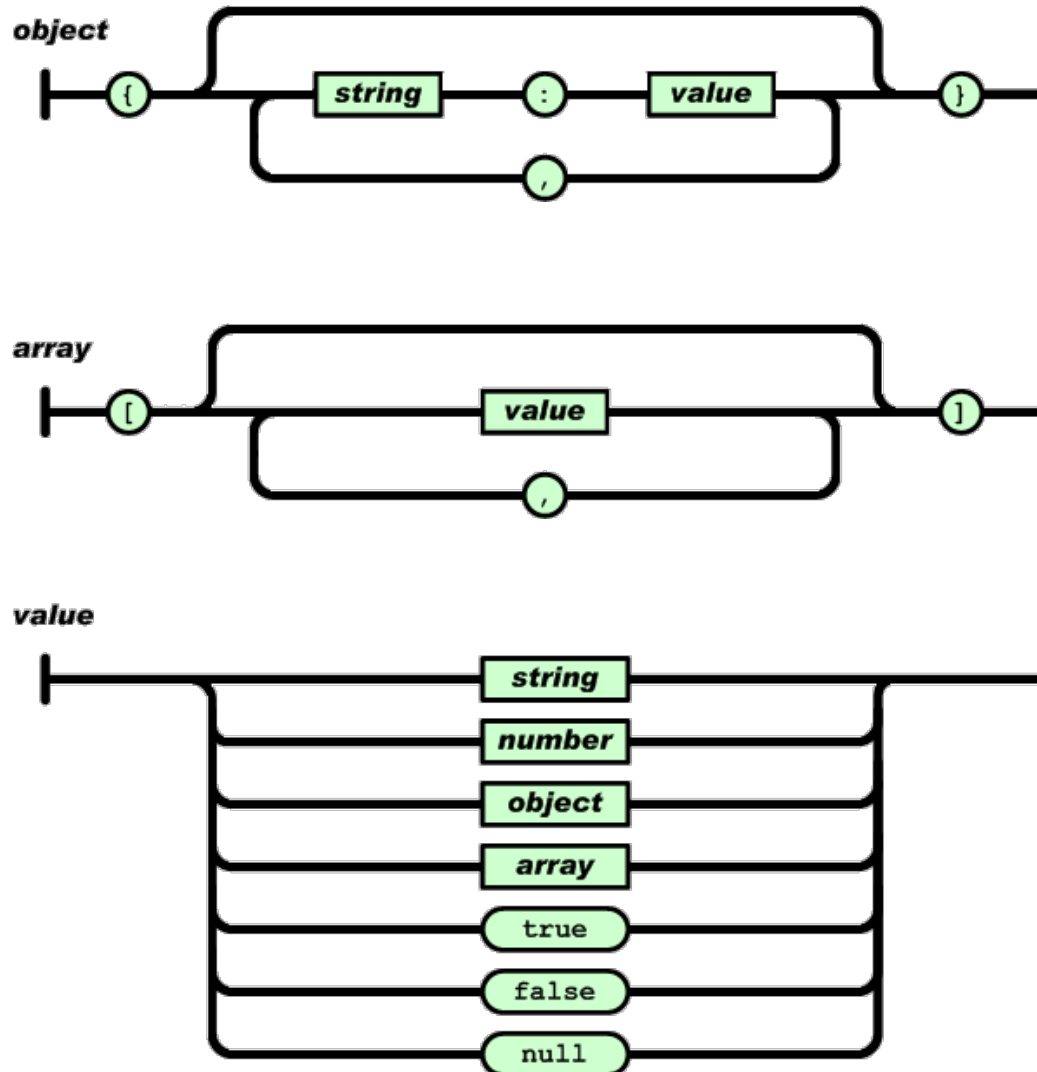 object
{ string : value }
,
array
[ value ]
,
value
string
number
object
array
true
false
null